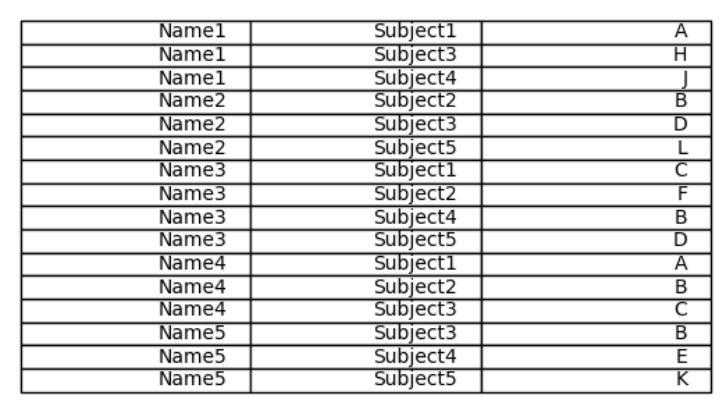 Name1 Subject1 A
Name1 Subject3 H
Name1 Subject4 J
Name2 Subject2 B
Name2 Subject3 D
Name2 Subject5 L
Name3 Subject1 C
Name3 Subject2 F
Name3 Subject4 B
Name3 Subject5 D
Name4 Subject1 A
Name4 Subject2 B
Name4 Subject3 C
Name5 Subject3 B
Name5 Subject4 E
Name5 Subject5 K